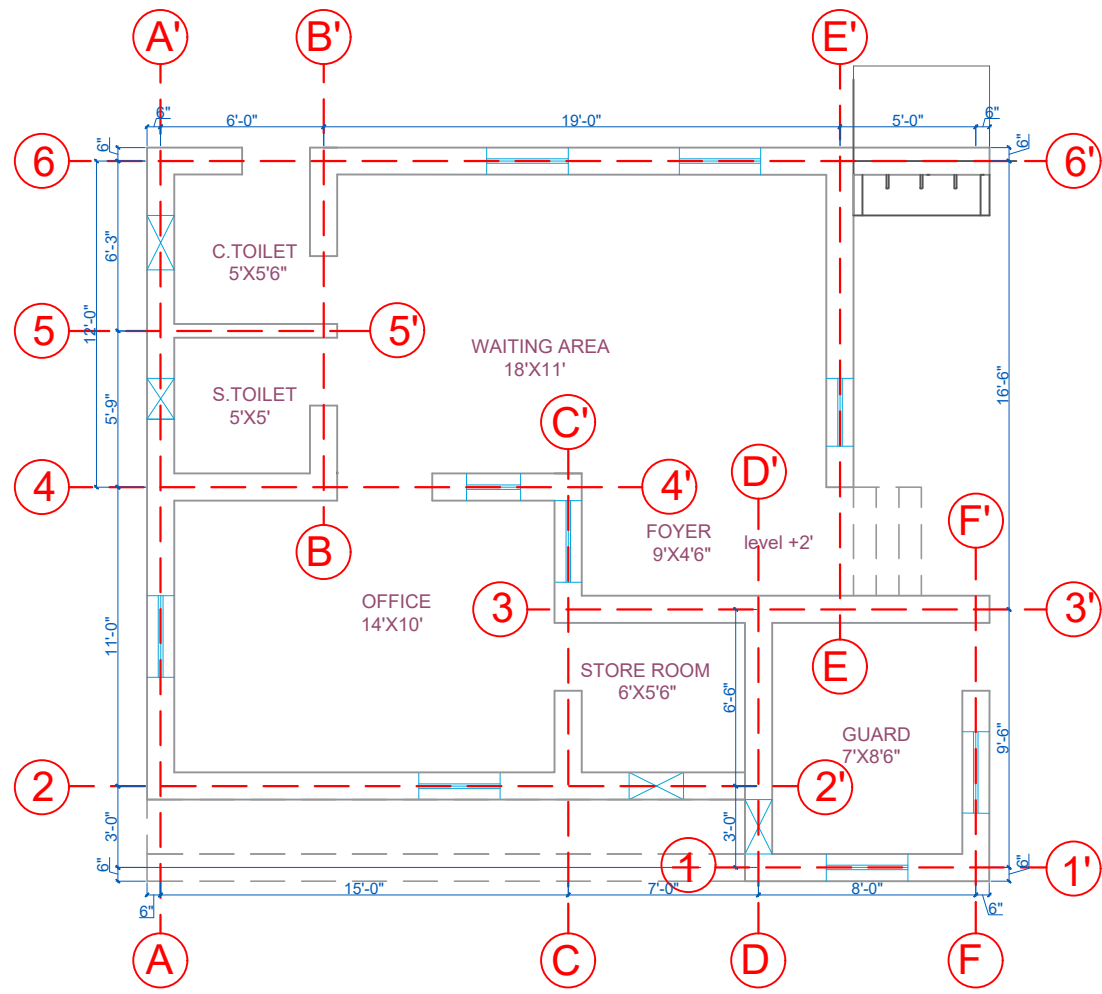 A'
B'
E'
6"
6'-0"
19'-0"
5'-0"
6"
6"
6"
6
6'
C.TOILET
5'X5'6"
6'-3"
12'-0"
5
5'
WAITING AREA
18'X11'
S.TOILET
5'X5'
5'-9"
16'-6"
C'
D'
4
4'
F'
FOYER
9'X4'6"
level +2'
B
OFFICE
14'X10'
3
3'
11'-0"
STORE ROOM
6'X5'6"
E
6'-6"
GUARD
7'X8'6"
9'-6"
2
2'
3'-0"
3'-0"
1
1'
6"
6"
15'-0"
7'-0"
8'-0"
6"
6"
A
C
D
F